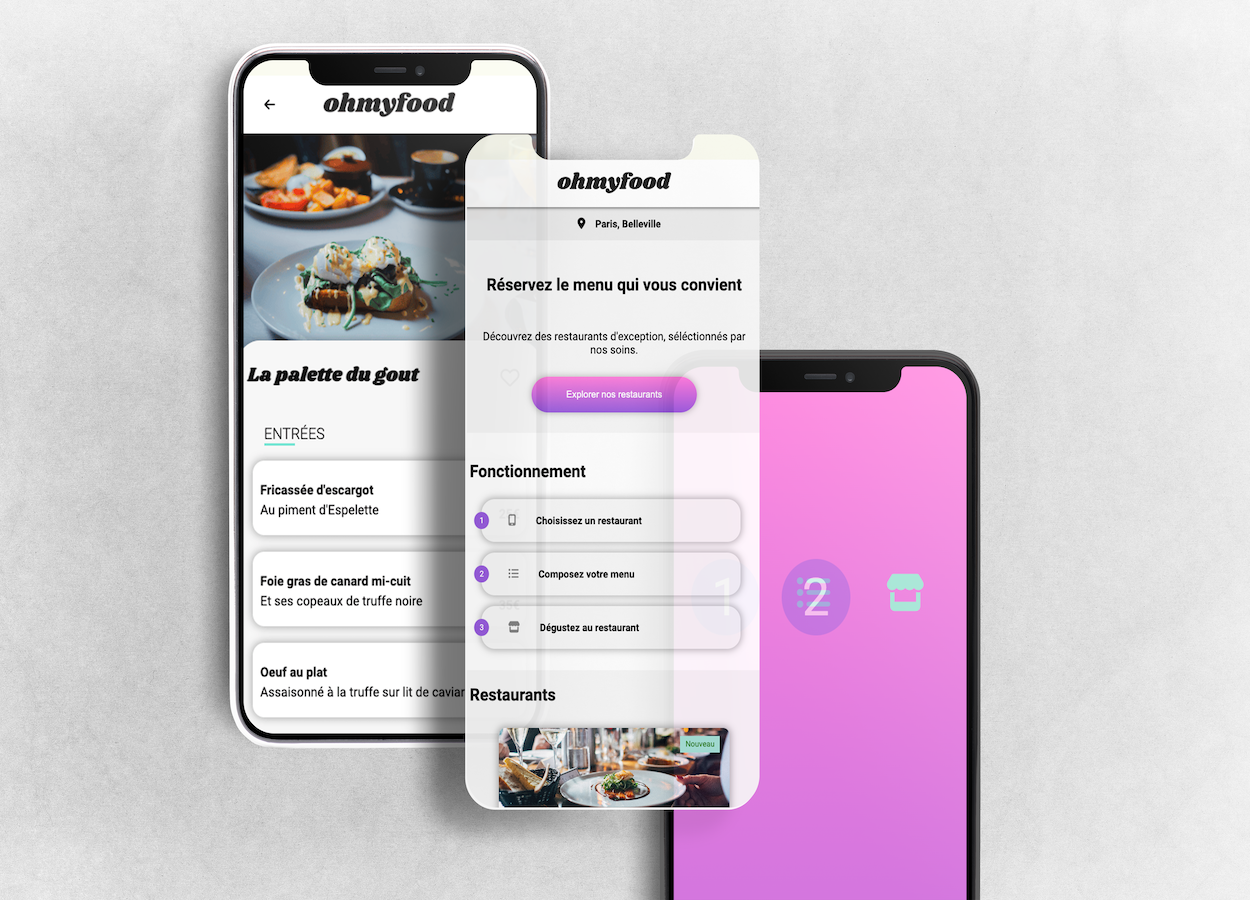 ohmyfood
La palette du gout
ENTRÉES
Fricassée d'escargot
Au piment d'Espelette
Foie gras de canard mi-cuit
Et ses copeaux de truffe noire
Oeuf au plat
Assaisonné à la truffe sur lit de caviar
ohmyfood
Paris, Belleville
Réservez le menu qui vous convient
Découvrez des restaurants d'exception, séléctionnés par
nos soins.
Explorer nos restaurants
Fonctionnement
1 Choisissez un restaurant
2 Composez votre menu
3 Dégustez au restaurant
Restaurants
Nouveau
1
2